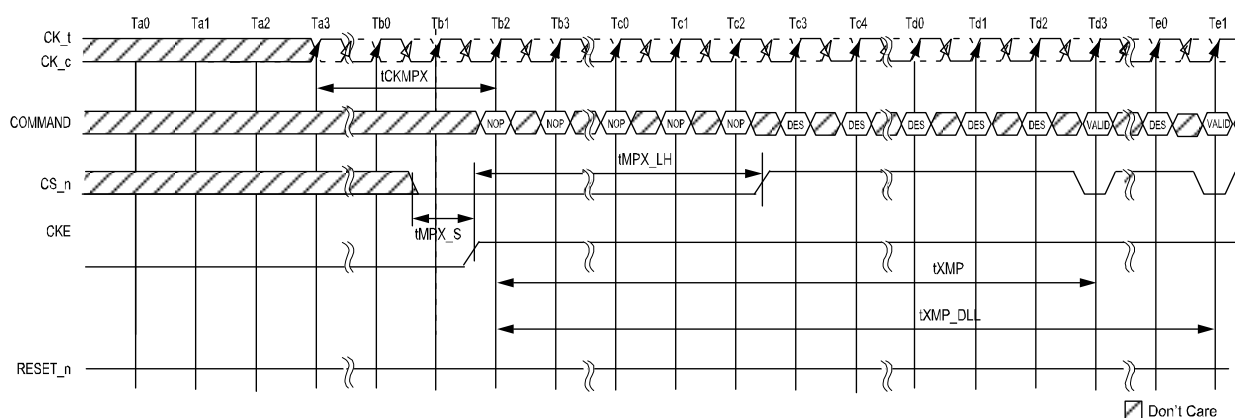 Ta0 Ta1 Ta2 Ta3 Tb0 Tb1 Tb2 Tb3 Tc0 Tc1 Tc2 Tc3 Tc4 Td0 Td1 Td2 Td3 Te0 Te1
CK_t
CK_c
tCKMPX
COMMAND NOP NOP NOP NOP NOP DES DES DES DES DES VALID DES VALID
tMPX_LH
CS_n
tMPX_S
CKE
tXMP
tXMP_DLL
RESET_n
Don't Care